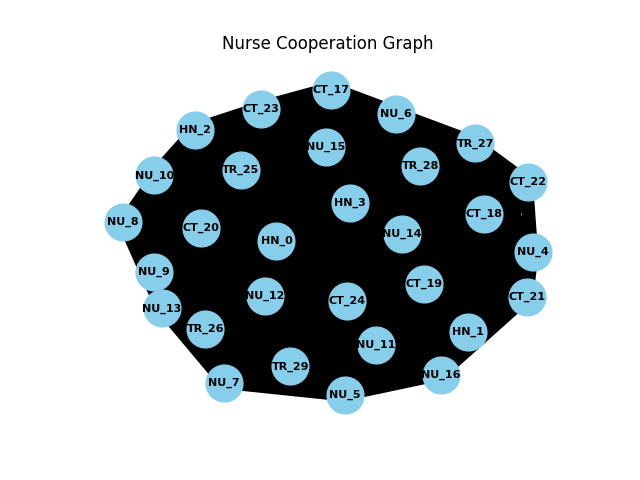 Nurse Cooperation Graph
CT_17
CT_23
NU_6
HN_2
TR_27
NU_15
TR_28
TR_25
NU_10
CT_22
HN_3
CT_18
NU_8
CT_20
NU_14
HN_0
NU_4
NU_9
CT_19
NU_12
CT_21
CT_24
NU_13
TR_26
HN_1
NU_11
TR_29
NU_16
NU_7
NU_5